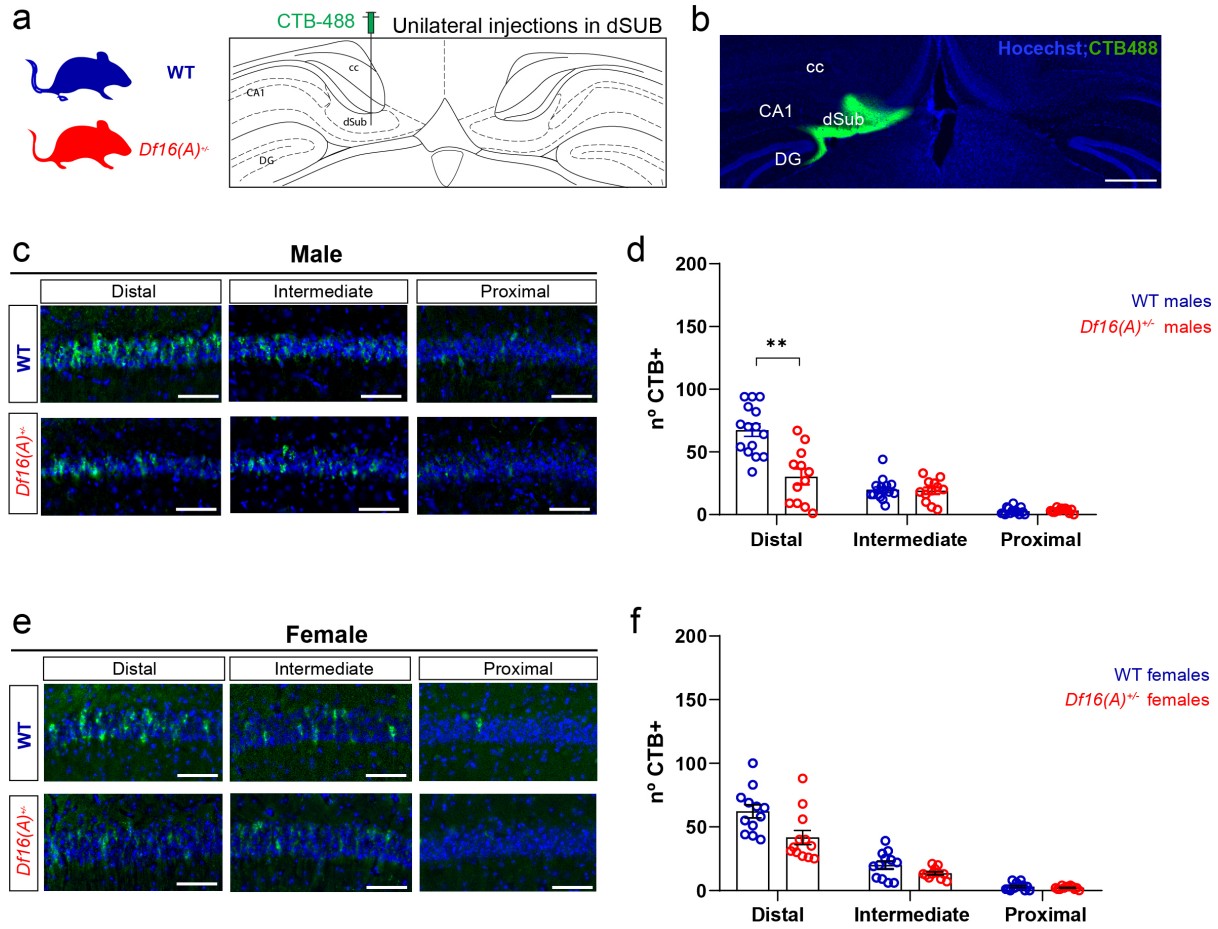 a
CTB-488
Unilateral injections in dSUB
WT
Df16(A)+/-
cc
CA1
dSub
DG
b
Hocechst;CTB488
cc
CA1
dSub
DG
c
Male
Distal
Intermediate
Proximal
WT
Df16(A)+/-
d
WT males
Df16(A)+/- males
nº CTB+
200
150
100
50
0
**
Distal
Intermediate
Proximal
e
Female
Distal
Intermediate
Proximal
WT
Df16(A)+/-
f
WT females
Df16(A)+/- females
nº CTB+
200
150
100
50
0
Distal
Intermediate
Proximal